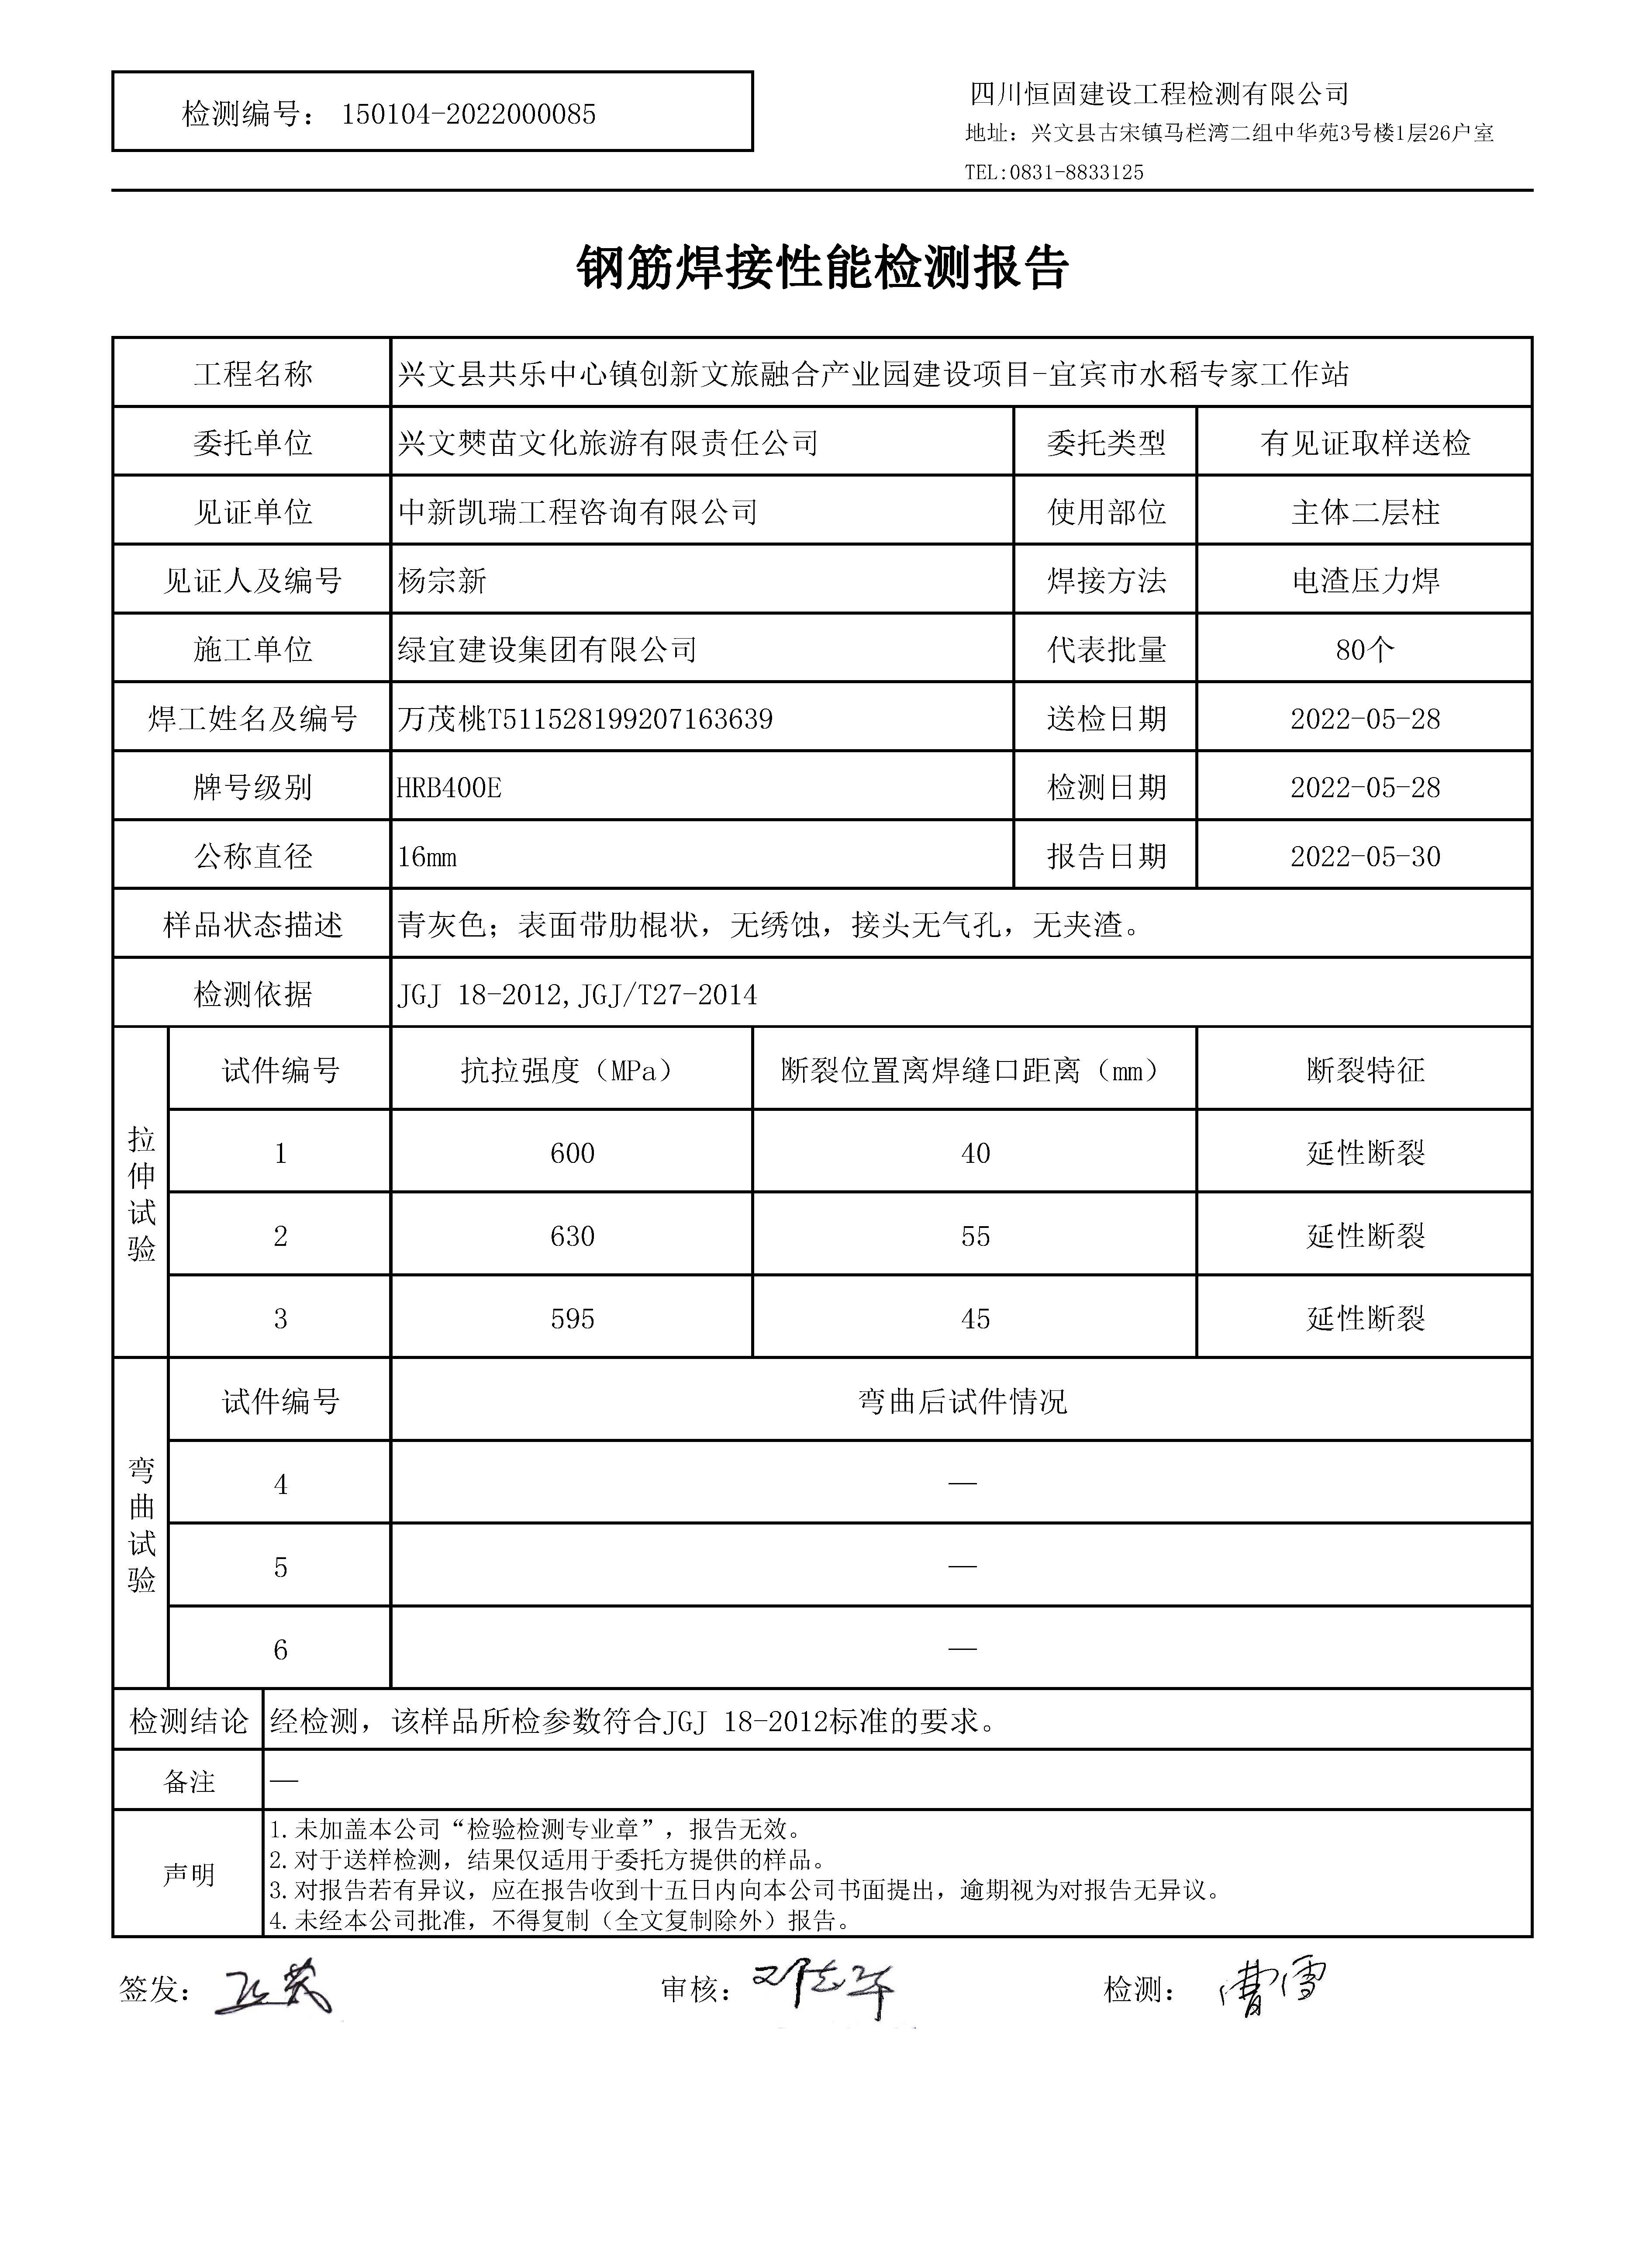 检测编号： 150104-2022000085
四川恒固建设工程检测有限公司
地址：兴文县古宋镇马栏湾二组中华苑3号楼1层26户室
TEL:0831-8833125
钢筋焊接性能检测报告
工程名称 兴文县共乐中心镇创新文旅融合产业园建设项目-宜宾市水稻专家工作站
委托单位 兴文僰苗文化旅游有限责任公司 委托类型 有见证取样送检
见证单位 中新凯瑞工程咨询有限公司 使用部位 主体二层柱
见证人及编号 杨宗新 焊接方法 电渣压力焊
施工单位 绿宜建设集团有限公司 代表批量 80个
焊工姓名及编号 万茂桃T511528199207163639 送检日期 2022-05-28
牌号级别 HRB400E 检测日期 2022-05-28
公称直径 16mm 报告日期 2022-05-30
样品状态描述 青灰色；表面带肋棍状，无绣蚀，接头无气孔，无夹渣。
检测依据 JGJ 18-2012,JGJ/T27-2014
拉伸试验
试件编号 抗拉强度（MPa） 断裂位置离焊缝口距离（mm） 断裂特征
1 600 40 延性断裂
2 630 55 延性断裂
3 595 45 延性断裂
弯曲试验
试件编号 弯曲后试件情况
4 —
5 —
6 —
检测结论 经检测，该样品所检参数符合JGJ 18-2012标准的要求。
备注 —
声明
1.未加盖本公司“检验检测专业章”，报告无效。
2.对于送样检测，结果仅适用于委托方提供的样品。
3.对报告若有异议，应在报告收到十五日内向本公司书面提出，逾期视为对报告无异议。
4.未经本公司批准，不得复制（全文复制除外）报告。
签发： 审核： 检测： 曹雪